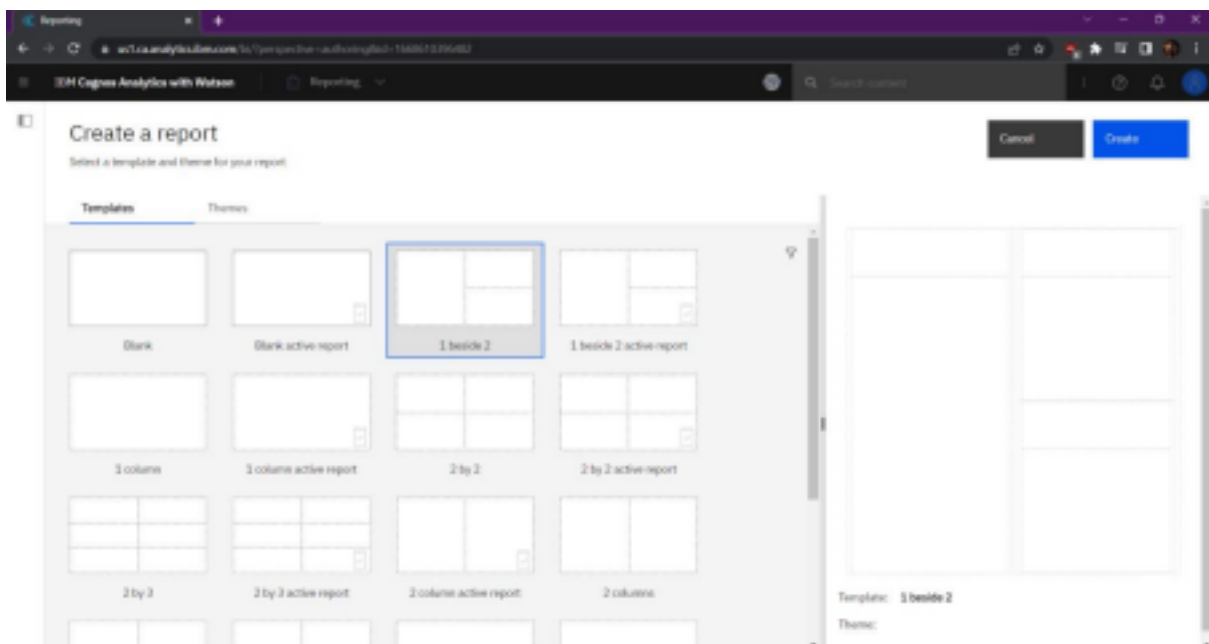 Reporting
IBM Cognos Analytics with Watson
Reporting
Search content
Create a report
Cancel
Create
Select a template and theme for your report
Templates
Themes
Blank
Blank active report
1 beside 2
1 beside 2 active report
1 column
1 column active report
2 by 2
2 by 2 active report
2 by 3
2 by 3 active report
2 column active report
2 columns
Template: 1 beside 2
Theme: